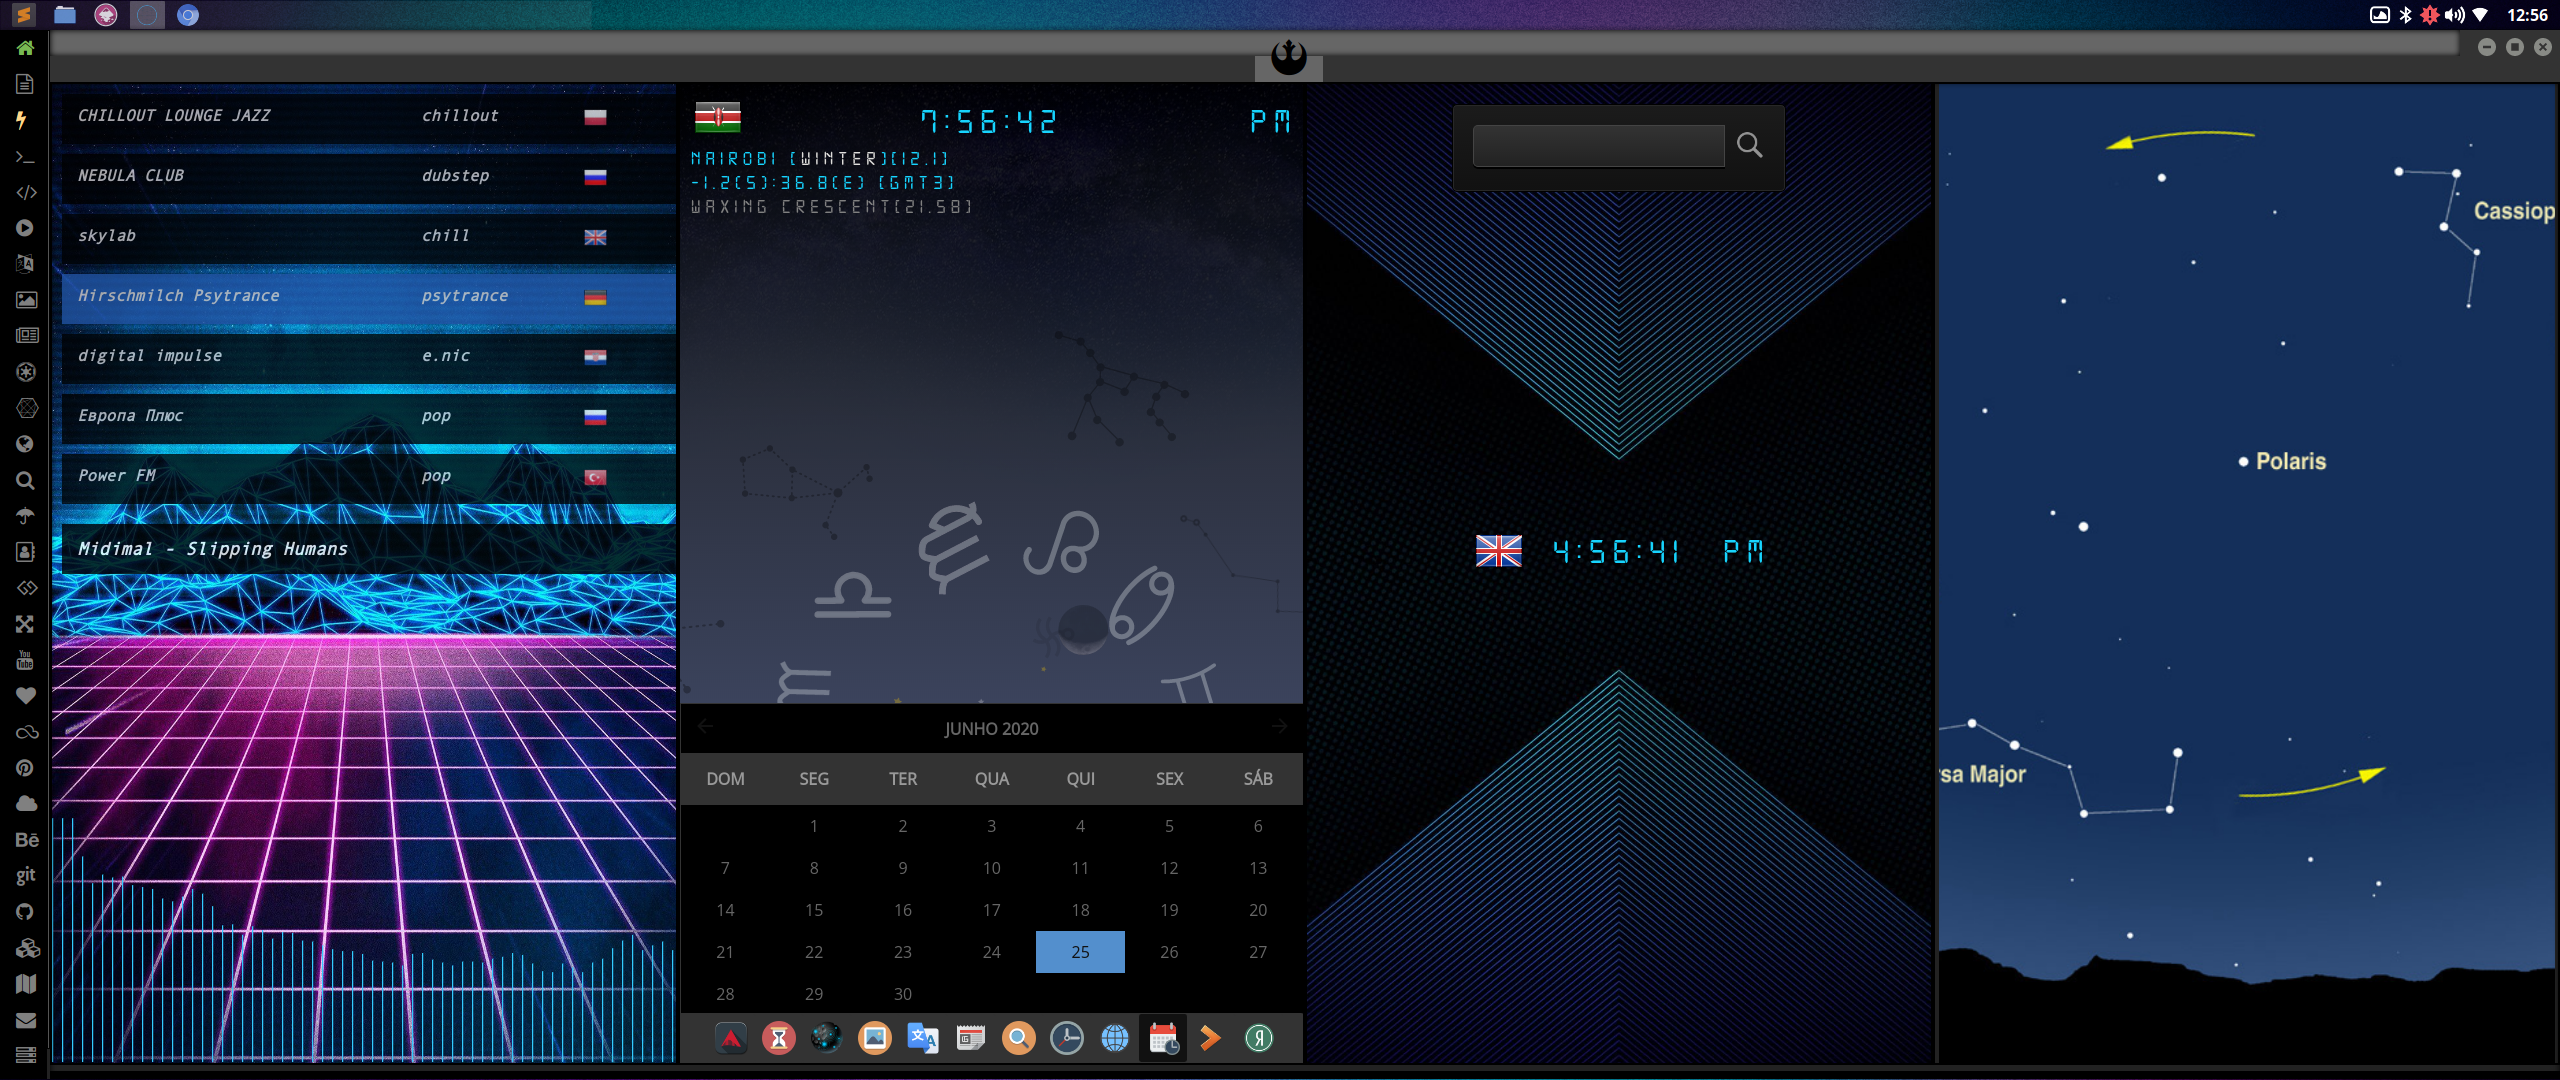 12:56
CHILLOUT LOUNGE JAZZ chillout
NEBULA CLUB dubstep
skylab chill
Hirschmilch Psytrance psytrance
digital impulse e.nic
Европа Плюс pop
Power FM pop
Midimal - Slipping Humans
You
Tube
Bē
git
7:56:42 PM
NAIROBI [WINTER][12.1]
-1.2(S):36.8(E) [GMT3]
WAXING CRESCENT[21.58]
JUNHO 2020
DOM SEG TER QUA QUI SEX SÁB
1 2 3 4 5 6
7 8 9 10 11 12 13
14 15 16 17 18 19 20
21 22 23 24 25 26 27
28 29 30
4:56:41 PM
Cassiop
Polaris
rsa Major